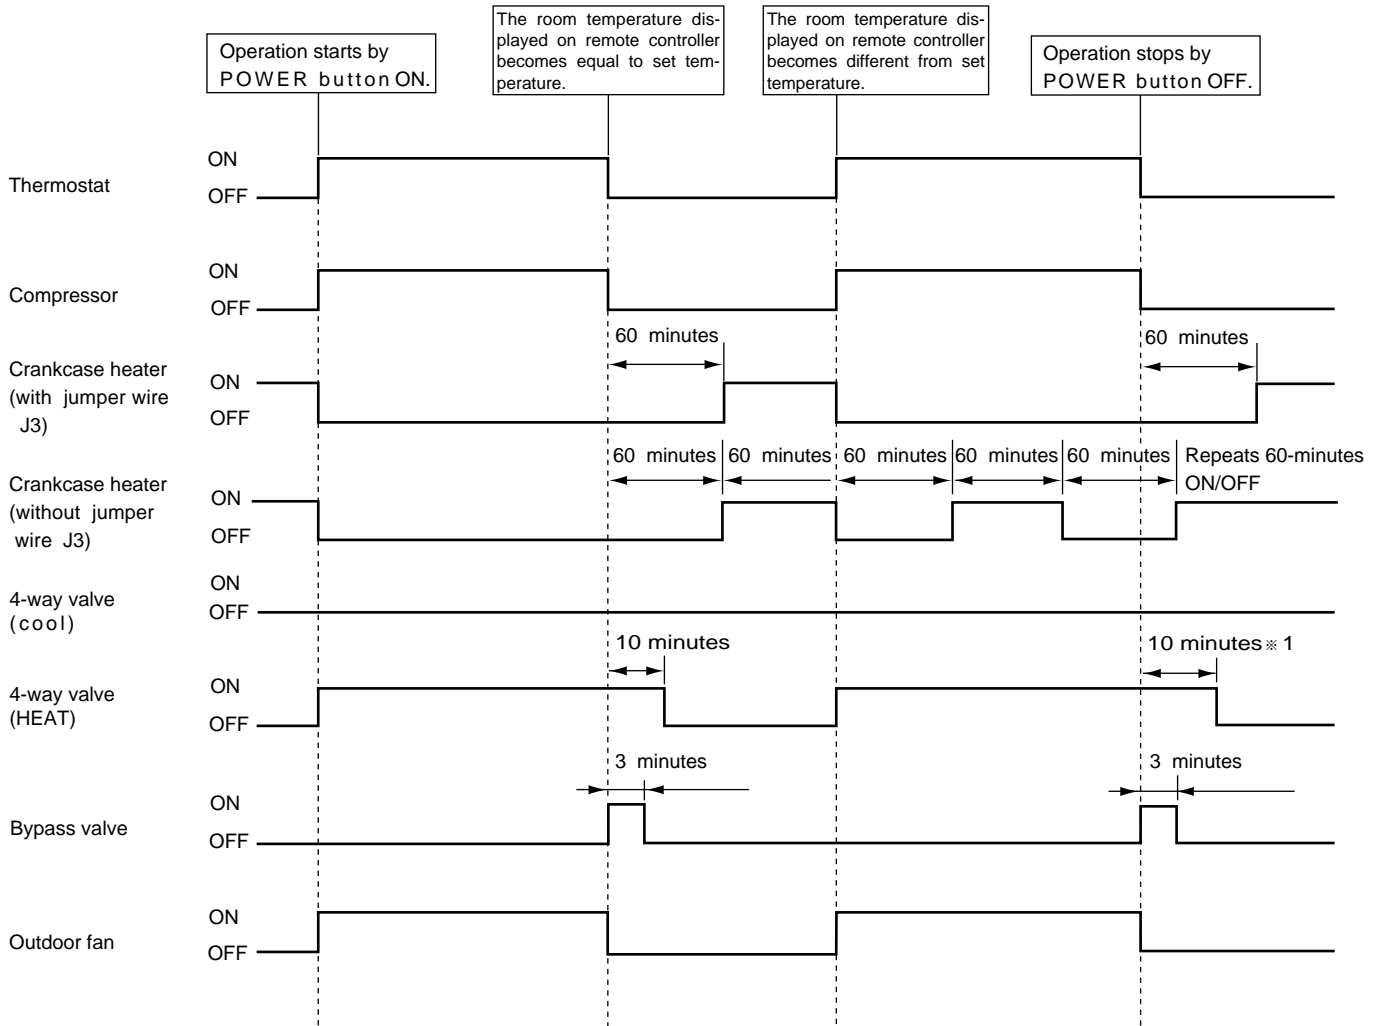 Operation starts by
POWER button ON.
The room temperature dis-
played on remote controller
becomes equal to set tem-
perature.
The room temperature dis-
played on remote controller
becomes different from set
temperature.
Operation stops by
POWER button OFF.
Thermostat
ON
OFF
Compressor
ON
OFF
60 minutes
60 minutes
Crankcase heater
(with jumper wire
J3)
ON
OFF
60 minutes
60 minutes
60 minutes
60 minutes
60 minutes
Repeats 60-minutes
ON/OFF
Crankcase heater
(without jumper
wire J3)
ON
OFF
4-way valve
(cool)
ON
OFF
10 minutes
10 minutes※1
4-way valve
(HEAT)
ON
OFF
3 minutes
3 minutes
Bypass valve
ON
OFF
Outdoor fan
ON
OFF